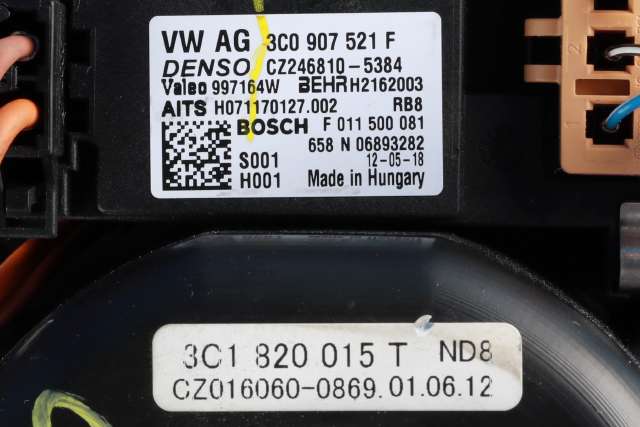 VW AG 3C0 907 521 F
DENSO CZ246810-5384
Valeo 997164W BEHR H2162003
AITS H071170127.002 RB8
BOSCH F 011 500 081
658 N 06893282
S001 12-05-18
H001 Made in Hungary
3C1 820 015 T ND8
CZ016060-0869.01.06.12